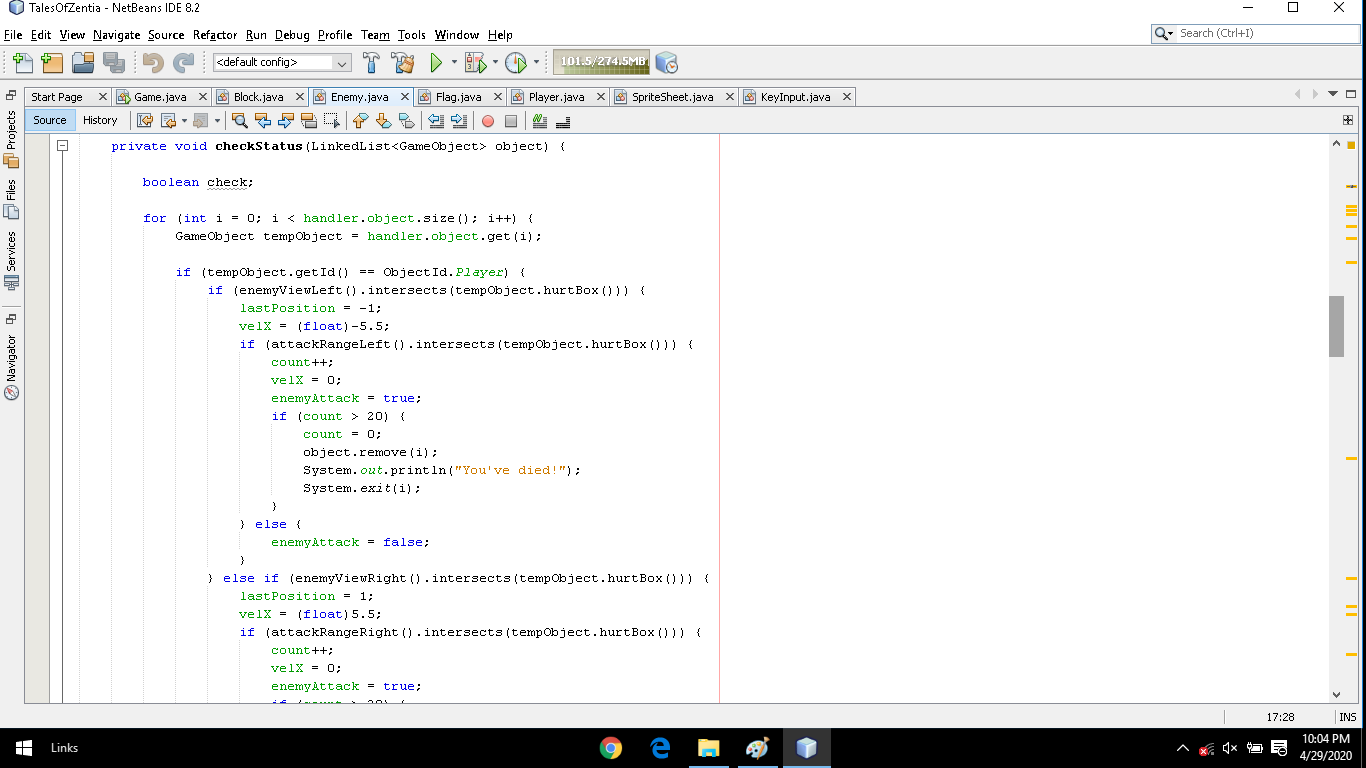 TalesOfZentia - NetBeans IDE 8.2
File Edit View Navigate Source Refactor Run Debug Profile Team Tools Window Help
Search (Ctrl+I)
<default config>
101.5/274.5MB
Start Page
Game.java
Block.java
Enemy.java
Flag.java
Player.java
SpriteSheet.java
KeyInput.java
Source History
Projects
Files
Services
Navigator
private void checkStatus(LinkedList<GameObject> object) {
boolean check;
for (int i = 0; i < handler.object.size(); i++) {
GameObject tempObject = handler.object.get(i);
if (tempObject.getId() == ObjectId.Player) {
if (enemyViewLeft().intersects(tempObject.hurtBox())) {
lastPosition = -1;
velX = (float)-5.5;
if (attackRangeLeft().intersects(tempObject.hurtBox())) {
count++;
velX = 0;
enemyAttack = true;
if (count > 20) {
count = 0;
object.remove(i);
System.out.println("You've died!");
System.exit(i);
}
} else {
enemyAttack = false;
}
} else if (enemyViewRight().intersects(tempObject.hurtBox())) {
lastPosition = 1;
velX = (float)5.5;
if (attackRangeRight().intersects(tempObject.hurtBox())) {
count++;
velX = 0;
enemyAttack = true;
if (count > 20) {
17:28 INS
Links
10:04 PM
4/29/2020